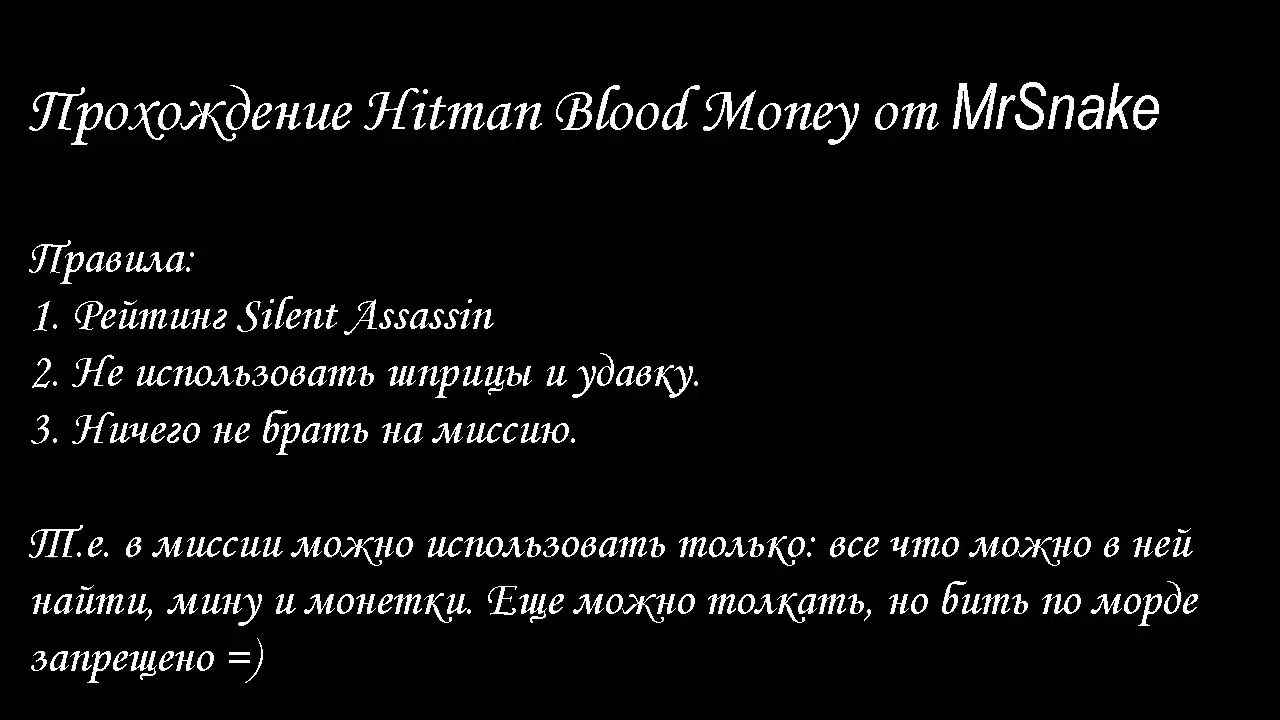 Прохождение Hitman Blood Money от MrSnake
Правила:
1. Рейтинг Silent Assassin
2. Не использовать шприцы и удавку.
3. Ничего не брать на миссию.
Т.е. в миссии можно использовать только: все что можно в ней
найти, мину и монетки. Еще можно толкать, но бить по морде
запрещено =)